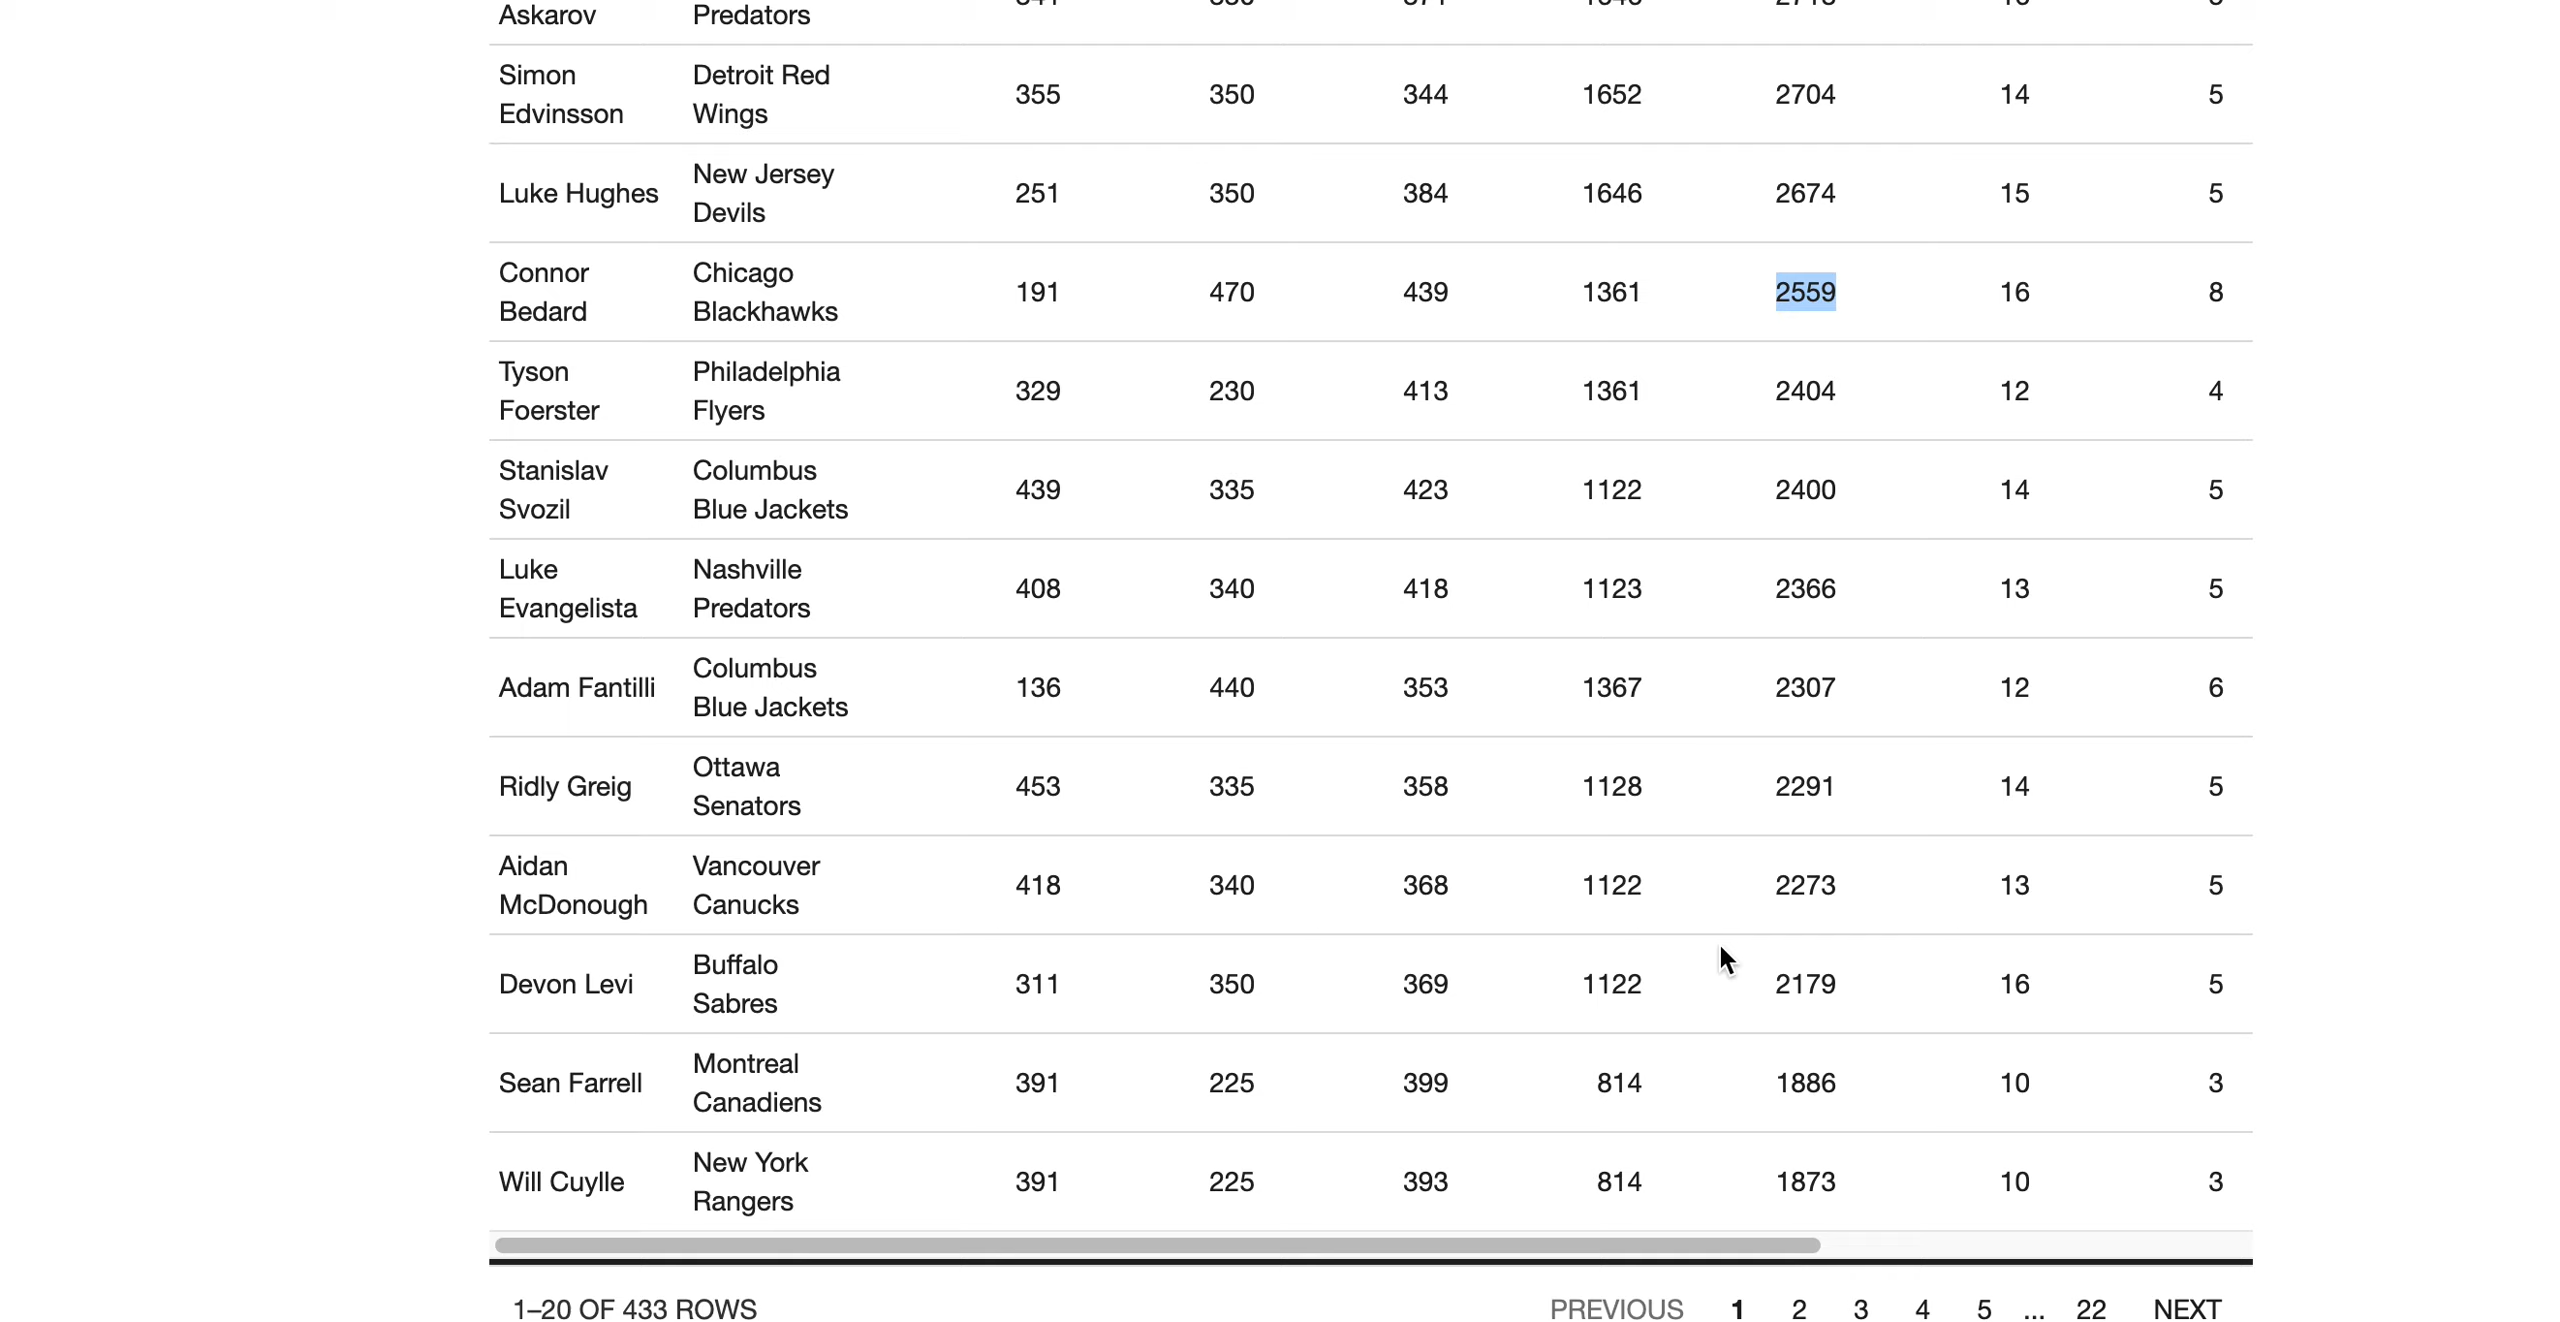 Askarov Predators
Simon Detroit Red
Edvinsson Wings 355 350 344 1652 2704 14 5
Luke Hughes New Jersey
Devils 251 350 384 1646 2674 15 5
Connor Chicago
Bedard Blackhawks 191 470 439 1361 2559 16 8
Tyson Philadelphia
Foerster Flyers 329 230 413 1361 2404 12 4
Stanislav Columbus
Svozil Blue Jackets 439 335 423 1122 2400 14 5
Luke Nashville
Evangelista Predators 408 340 418 1123 2366 13 5
Adam Fantilli Columbus
Blue Jackets 136 440 353 1367 2307 12 6
Ridly Greig Ottawa
Senators 453 335 358 1128 2291 14 5
Aidan Vancouver
McDonough Canucks 418 340 368 1122 2273 13 5
Devon Levi Buffalo
Sabres 311 350 369 1122 2179 16 5
Sean Farrell Montreal
Canadiens 391 225 399 814 1886 10 3
Will Cuylle New York
Rangers 391 225 393 814 1873 10 3
1–20 OF 433 ROWS PREVIOUS 1 2 3 4 5 ... 22 NEXT